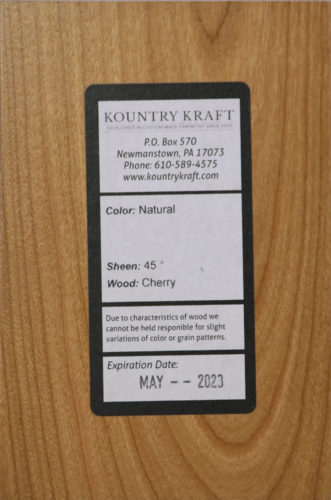 KOUNTRY KRAFT
EXCELLENCE IN CUSTOM MADE CABINETRY SINCE 1959
P.O. Box 570
Newmanstown, PA 17073
Phone: 610-589-4575
www.kountrykraft.com
Color: Natural
Sheen: 45 °
Wood: Cherry
Due to characteristics of wood we
cannot be held responible for slight
variations of color or grain patterns.
Expiration Date:
MAY -- 2023